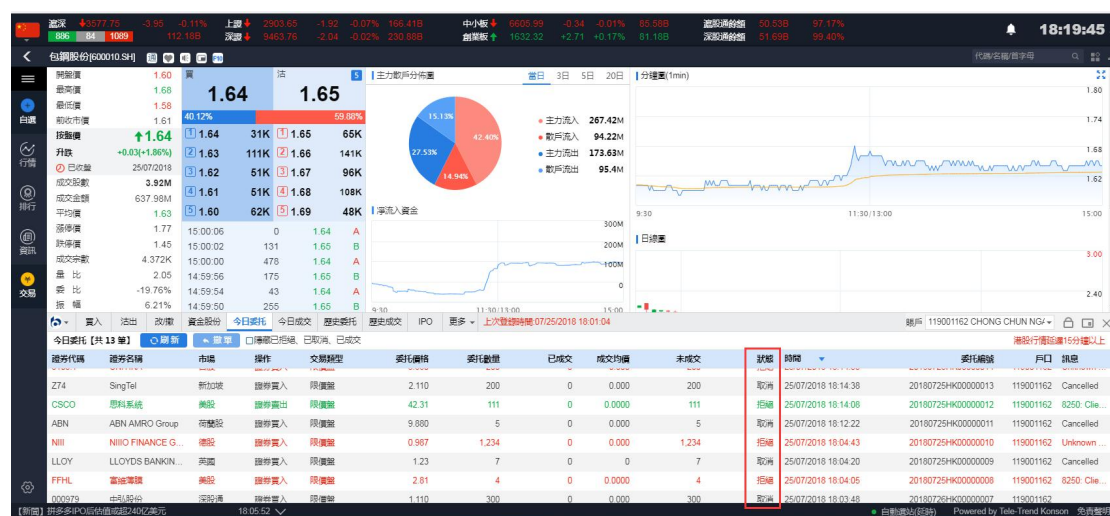 滬深 3577.75 -3.95 -0.11% 上證 2903.65 -1.92 -0.07% 166.41B 中小板 6605.99 -0.34 -0.01% 85.58B 滬股通餘額 50.53B 97.17%
886 84 1089 112.18B 深證 9463.76 -2.04 -0.02% 230.88B 創業板 1632.32 +2.71 +0.17% 81.18B 深股通餘額 51.69B 99.40%
18:19:45
包鋼股份[600010.SH] F10 代碼/名稱/首字母
自選
行情
排行
資訊
交易
開盤價 1.60
最高價 1.68
最低價 1.58
前收市價 1.61
按盤價 1.64
升跌 +0.03(+1.86%)
已收盤 25/07/2018
成交股數 3.92M
成交金額 637.98M
平均價 1.63
漲停價 1.77
跌停價 1.45
成交宗數 4.372K
量 比 2.05
委 比 -19.76%
振 幅 6.21%
買 沽 5
1.64 1.65
40.12% 59.88%
1 1.64 31K 1 1.65 65K
2 1.63 111K 2 1.66 141K
3 1.62 51K 3 1.67 96K
4 1.61 51K 4 1.68 108K
5 1.60 62K 5 1.69 48K
15:00:06 0 1.64 A
15:00:02 131 1.65 B
15:00:00 478 1.64 A
14:59:56 175 1.65 B
14:59:54 43 1.64 A
14:59:50 255 1.65 B
主力散戶分佈圖 當日 3日 5日 20日
15.13%
42.40%
27.53%
14.94%
主力流入 267.42M
散戶流入 94.22M
主力流出 173.63M
散戶流出 95.4M
淨流入資金
300M
200M
100M
0
9:30 11:30/13:00 15:00
分鐘圖(1min)
1.80
1.74
1.68
1.62
9:30 11:30/13:00 15:00
日線圖
3.00
2.40
買入 沽出 改/撤 資金股份 今日委托 今日成交 歷史委托 歷史成交 IPO 更多 上次登錄時間:07/25/2018 18:01:04 賬戶 119001162 CHONG CHUN NG/
今日委托【共 13 筆】 刷新 撤單 隱藏已拒絕、已取消、已成交 港股行情延遲15分鐘以上
證券代碼 證券名稱 市場 操作 交易類型 委托價格 委托數量 已成交 成交均價 未成交 狀態 時間 委托編號 戶口 訊息
Z74 SingTel 新加坡 證券買入 限價盤 2.110 200 0 0.000 200 取消 25/07/2018 18:14:38 20180725HK00000013 119001162 Cancelled
CSCO 思科系統 美股 證券賣出 限價盤 42.31 111 0 0.0000 111 拒絕 25/07/2018 18:14:08 20180725HK00000012 119001162 8250: Clie...
ABN ABN AMRO Group 荷蘭股 證券買入 限價盤 9.880 5 0 0.000 5 取消 25/07/2018 18:12:22 20180725HK00000011 119001162 Cancelled
NIII NIIIO FINANCE G... 德股 證券買入 限價盤 0.987 1,234 0 0.000 1,234 拒絕 25/07/2018 18:04:43 20180725HK00000010 119001162 Unknown ...
LLOY LLOYDS BANKIN... 英國 證券買入 限價盤 1.23 7 0 0 7 取消 25/07/2018 18:04:20 20180725HK00000009 119001162 Cancelled
FFHL 富維薄膜 美股 證券買入 限價盤 2.81 4 0 0.0000 4 拒絕 25/07/2018 18:04:05 20180725HK00000008 119001162 8250: Clie...
000979 中弘股份 深股通 證券買入 限價盤 1.110 300 0 0.000 300 取消 25/07/2018 18:03:48 20180725HK00000007 119001162
【新聞】拼多多IPO后估值或超240亿美元 18:05:52 自動選站(延時) Powered by Tele-Trend Konson 免責聲明